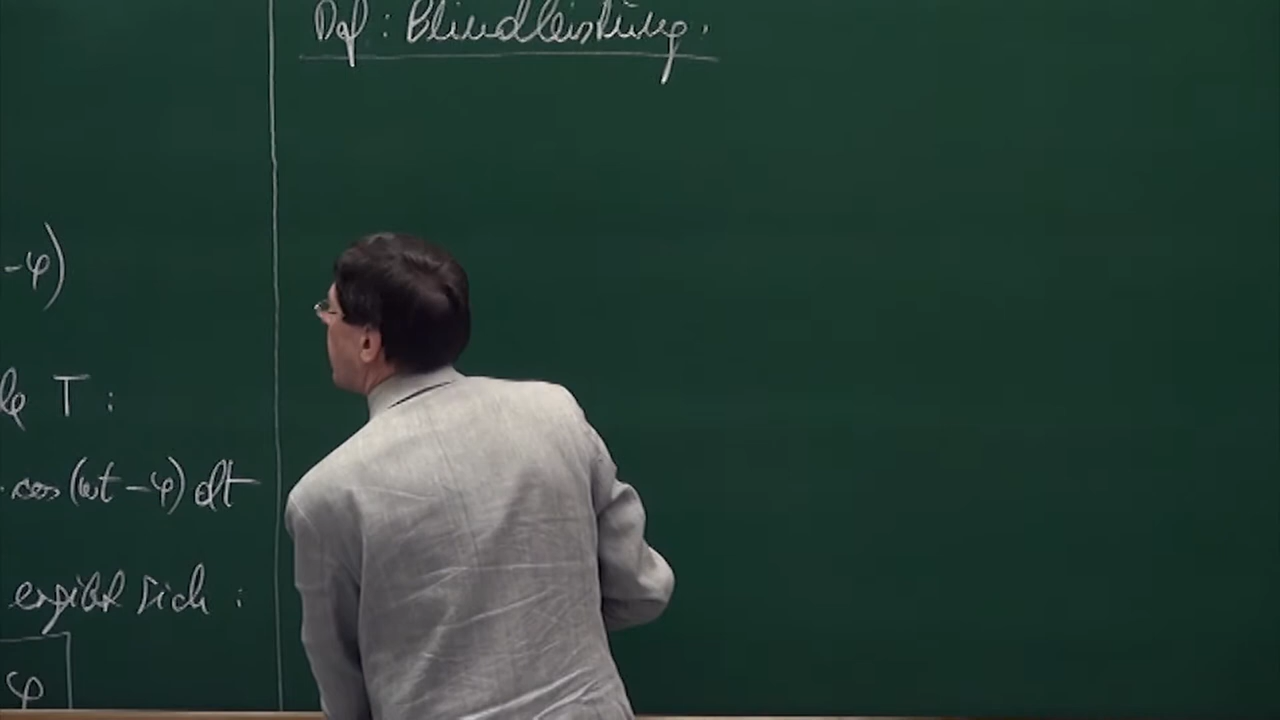 Def: Blindleistung.
-φ)
T:
· cos(ωt-φ) dt
ergibt sich:
φ